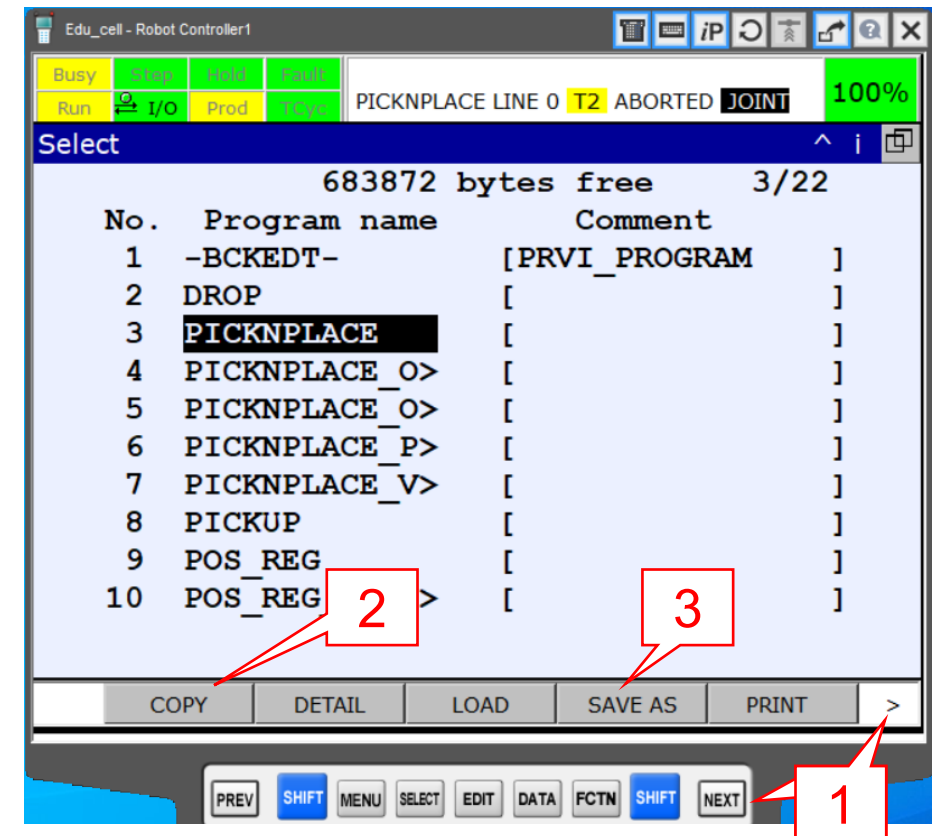 Edu_cell - Robot Controller1 iP
Busy Step Hold Fault
Run I/O Prod TCyc PICKNPLACE LINE 0 T2 ABORTED JOINT 100%
Select ^ i
683872 bytes free 3/22
No. Program name Comment
1 -BCKEDT- [PRVI_PROGRAM ]
2 DROP [ ]
3 PICKNPLACE [ ]
4 PICKNPLACE_O> [ ]
5 PICKNPLACE_O> [ ]
6 PICKNPLACE_P> [ ]
7 PICKNPLACE_V> [ ]
8 PICKUP [ ]
9 POS_REG [ ]
10 POS_REG > [ ]
2
3
COPY DETAIL LOAD SAVE AS PRINT >
PREV SHIFT MENU SELECT EDIT DATA FCTN SHIFT NEXT
1